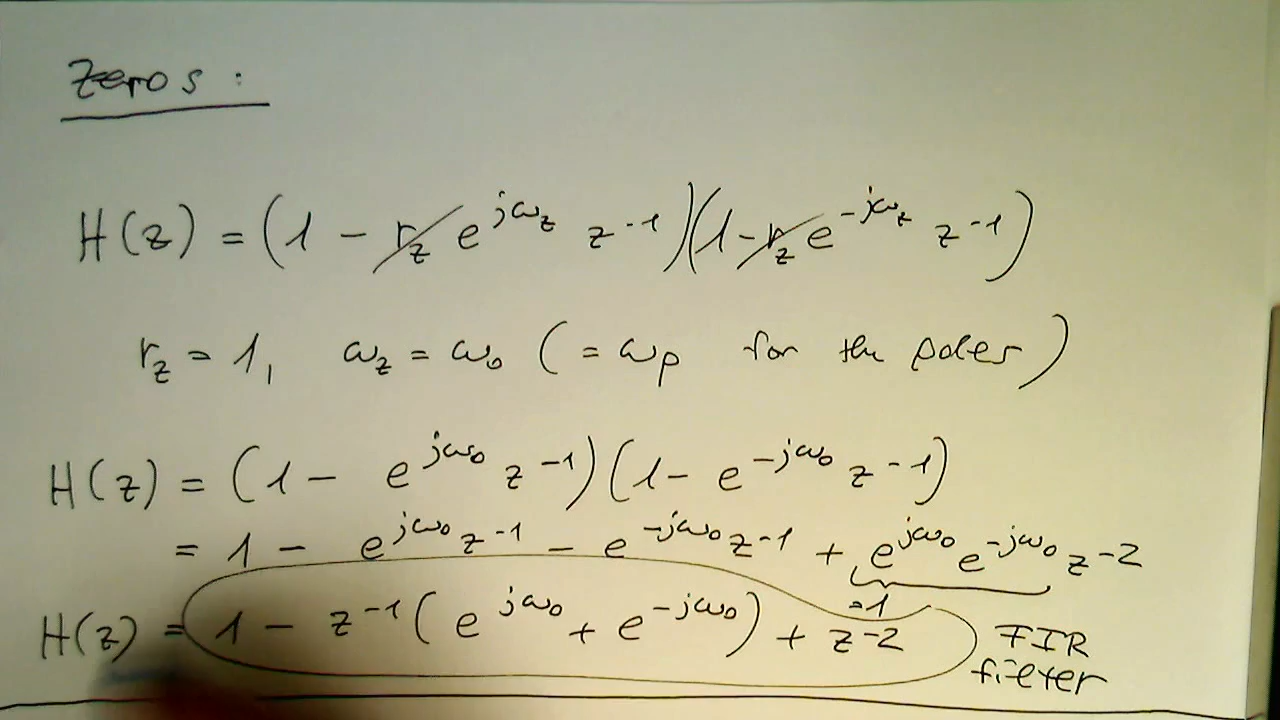 Zeros :
H(z) = (1 - r_z e^{jω_z} z^{-1})(1 - r_z e^{-jω_z} z^{-1})
r_z = 1, ω_z = ω_0 (= ω_p for the poles)
H(z) = (1 - e^{jω_0} z^{-1})(1 - e^{-jω_0} z^{-1})
= 1 - e^{jω_0} z^{-1} - e^{-jω_0} z^{-1} + e^{jω_0} e^{-jω_0} z^{-2}
=1
H(z) = 1 - z^{-1} (e^{jω_0} + e^{-jω_0}) + z^{-2} FIR
filter